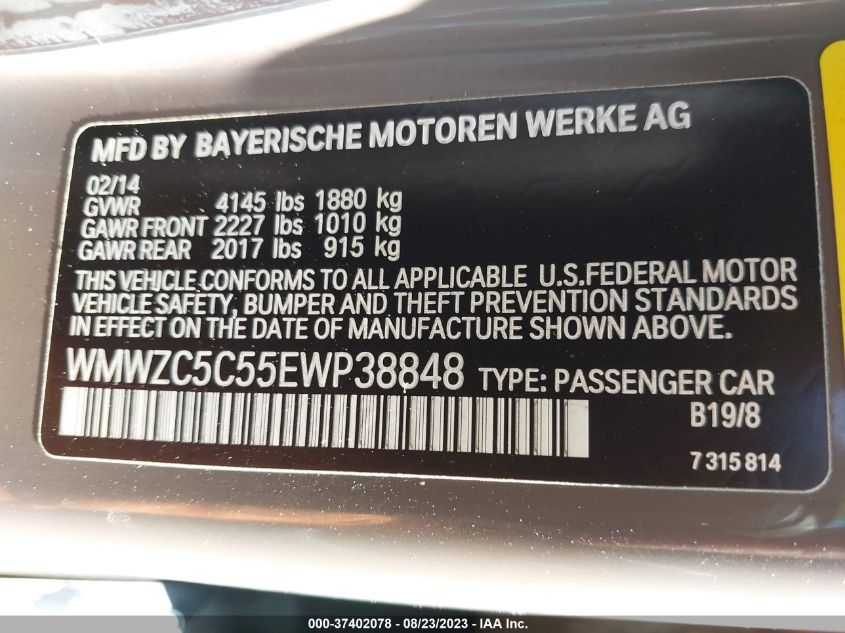 MFD BY BAYERISCHE MOTOREN WERKE AG
02/14
GVWR 4145 lbs 1880 kg
GAWR FRONT 2227 lbs 1010 kg
GAWR REAR 2017 lbs 915 kg
THIS VEHICLE CONFORMS TO ALL APPLICABLE U.S.FEDERAL MOTOR
VEHICLE SAFETY, BUMPER AND THEFT PREVENTION STANDARDS
IN EFFECT ON THE DATE OF MANUFACTURE SHOWN ABOVE.
WMWZC5C55EWP38848 TYPE: PASSENGER CAR
B19/8
7 315 814
000-37402078 - 08/23/2023 - IAA Inc.